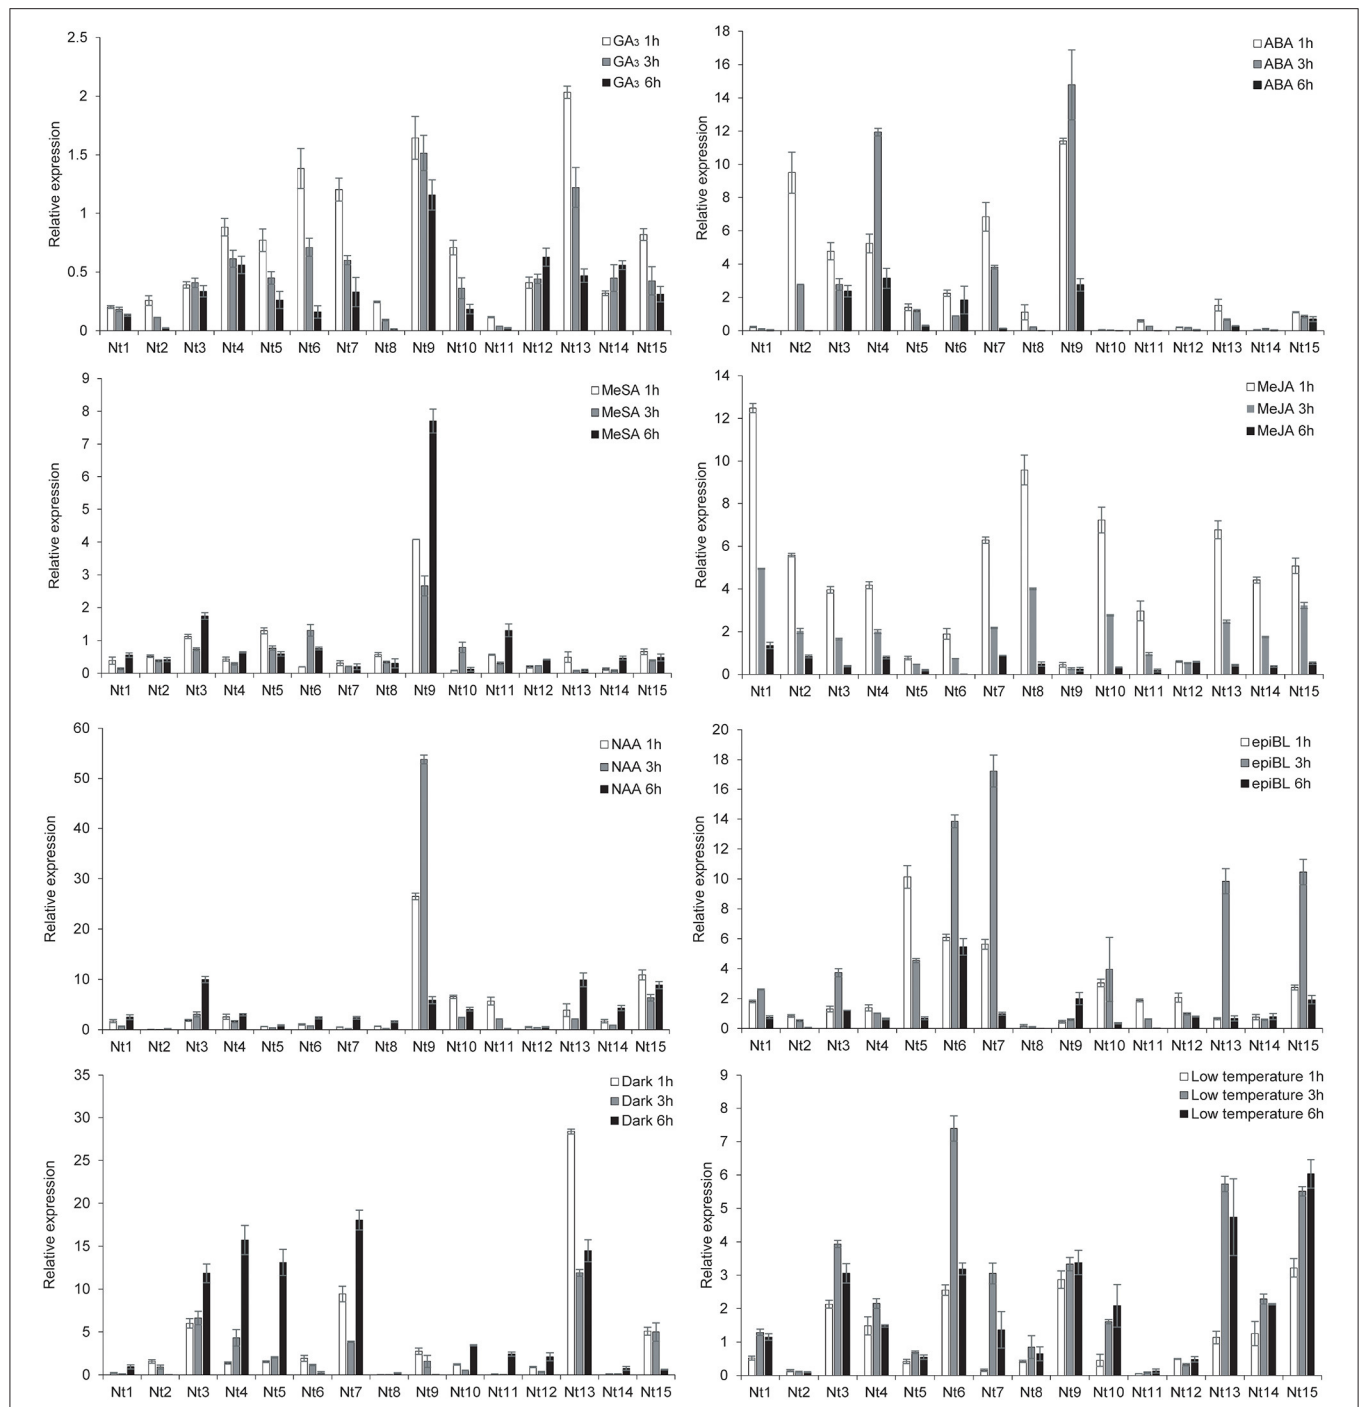 2.5
2
1.5
1
0.5
0
Relative expression
GA₃ 1h
GA₃ 3h
GA₃ 6h
Nt1 Nt2 Nt3 Nt4 Nt5 Nt6 Nt7 Nt8 Nt9 Nt10 Nt11 Nt12 Nt13 Nt14 Nt15
18
16
14
12
10
8
6
4
2
0
Relative expression
ABA 1h
ABA 3h
ABA 6h
Nt1 Nt2 Nt3 Nt4 Nt5 Nt6 Nt7 Nt8 Nt9 Nt10 Nt11 Nt12 Nt13 Nt14 Nt15
9
8
7
6
5
4
3
2
1
0
Relative expression
MeSA 1h
MeSA 3h
MeSA 6h
Nt1 Nt2 Nt3 Nt4 Nt5 Nt6 Nt7 Nt8 Nt9 Nt10 Nt11 Nt12 Nt13 Nt14 Nt15
14
12
10
8
6
4
2
0
Relative expression
MeJA 1h
MeJA 3h
MeJA 6h
Nt1 Nt2 Nt3 Nt4 Nt5 Nt6 Nt7 Nt8 Nt9 Nt10 Nt11 Nt12 Nt13 Nt14 Nt15
60
50
40
30
20
10
0
Relative expression
NAA 1h
NAA 3h
NAA 6h
Nt1 Nt2 Nt3 Nt4 Nt5 Nt6 Nt7 Nt8 Nt9 Nt10 Nt11 Nt12 Nt13 Nt14 Nt15
20
18
16
14
12
10
8
6
4
2
0
Relative expression
epiBL 1h
epiBL 3h
epiBL 6h
Nt1 Nt2 Nt3 Nt4 Nt5 Nt6 Nt7 Nt8 Nt9 Nt10 Nt11 Nt12 Nt13 Nt14 Nt15
35
30
25
20
15
10
5
0
Relative expression
Dark 1h
Dark 3h
Dark 6h
Nt1 Nt2 Nt3 Nt4 Nt5 Nt6 Nt7 Nt8 Nt9 Nt10 Nt11 Nt12 Nt13 Nt14 Nt15
9
8
7
6
5
4
3
2
1
0
Relative expression
Low temperature 1h
Low temperature 3h
Low temperature 6h
Nt1 Nt2 Nt3 Nt4 Nt5 Nt6 Nt7 Nt8 Nt9 Nt10 Nt11 Nt12 Nt13 Nt14 Nt15